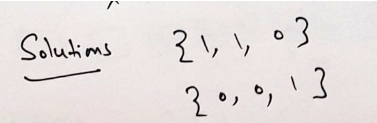 Solutions {1, 1, 0}
{0, 0, 1}